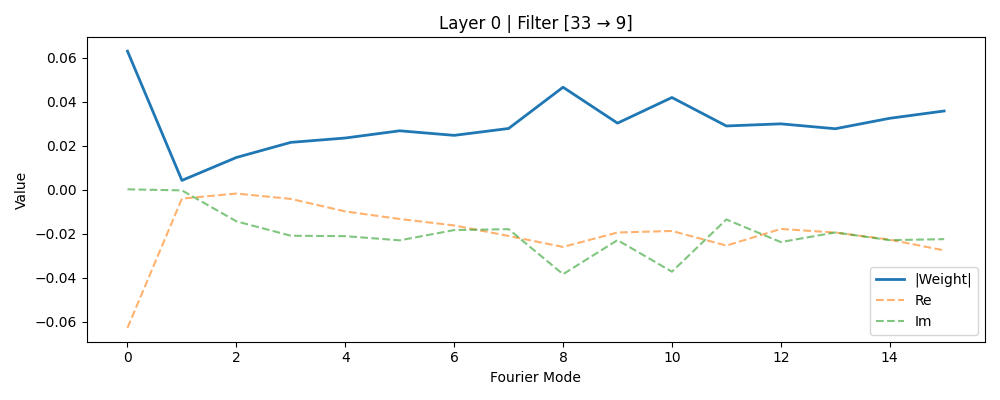 Layer 0 | Filter [33 → 9]
0.06
0.04
0.02
0.00
−0.02
−0.04
−0.06
Value
0 2 4 6 8 10 12 14
Fourier Mode
|Weight|
Re
Im